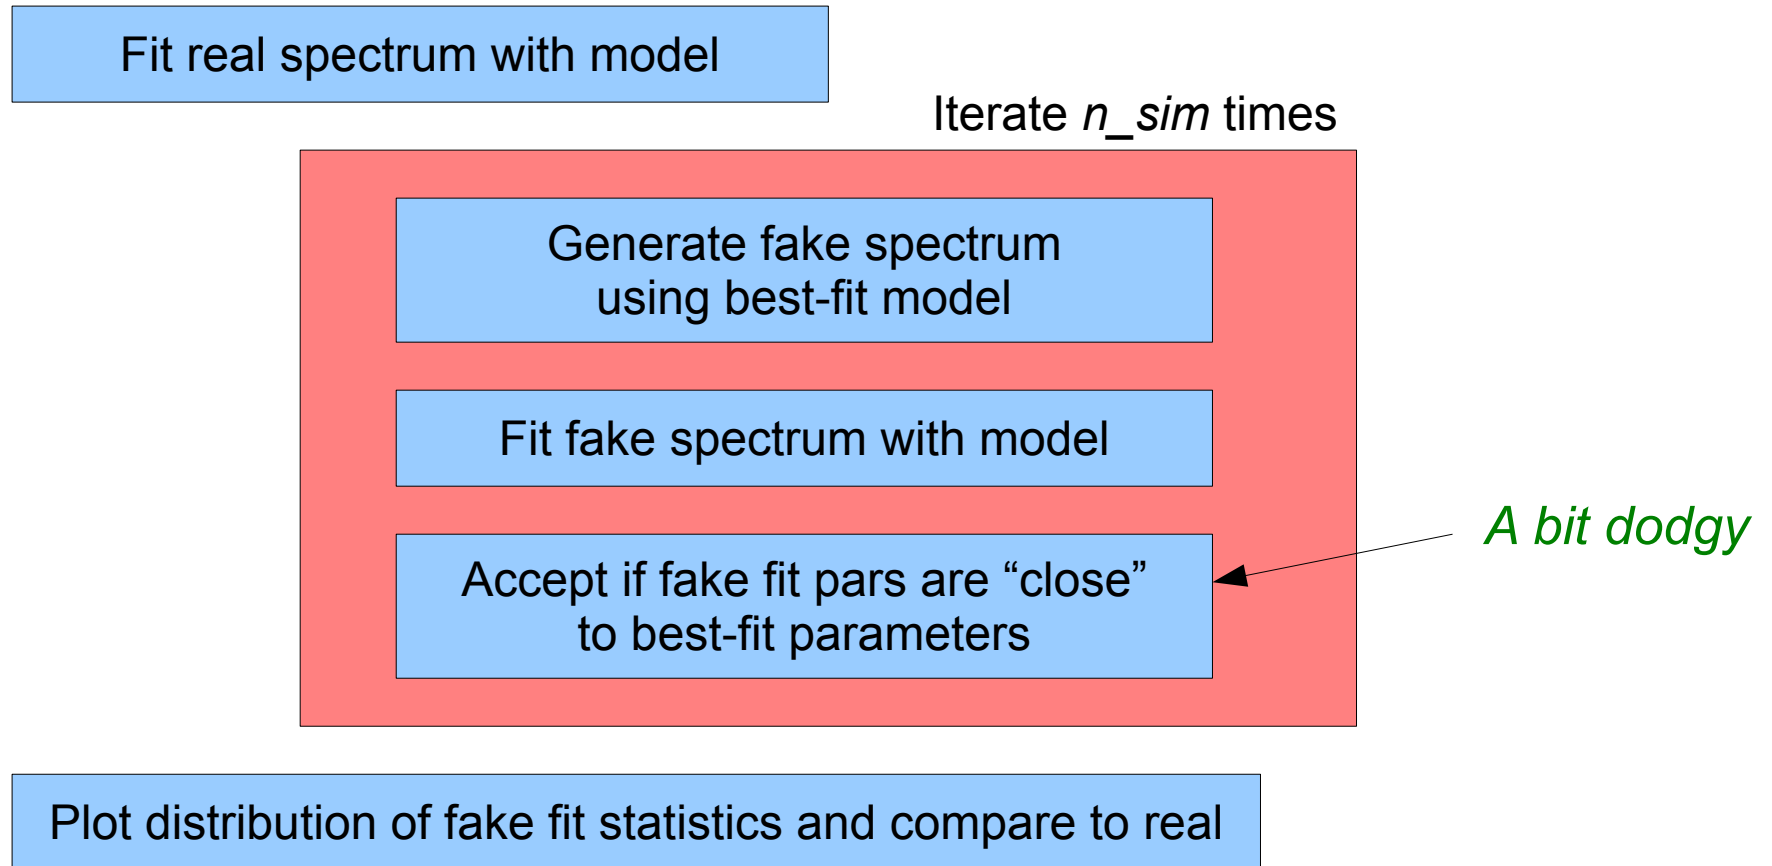 Fit real spectrum with model
Iterate n_sim times
Generate fake spectrum
using best-fit model
Fit fake spectrum with model
Accept if fake fit pars are “close”
to best-fit parameters
A bit dodgy
Plot distribution of fake fit statistics and compare to real